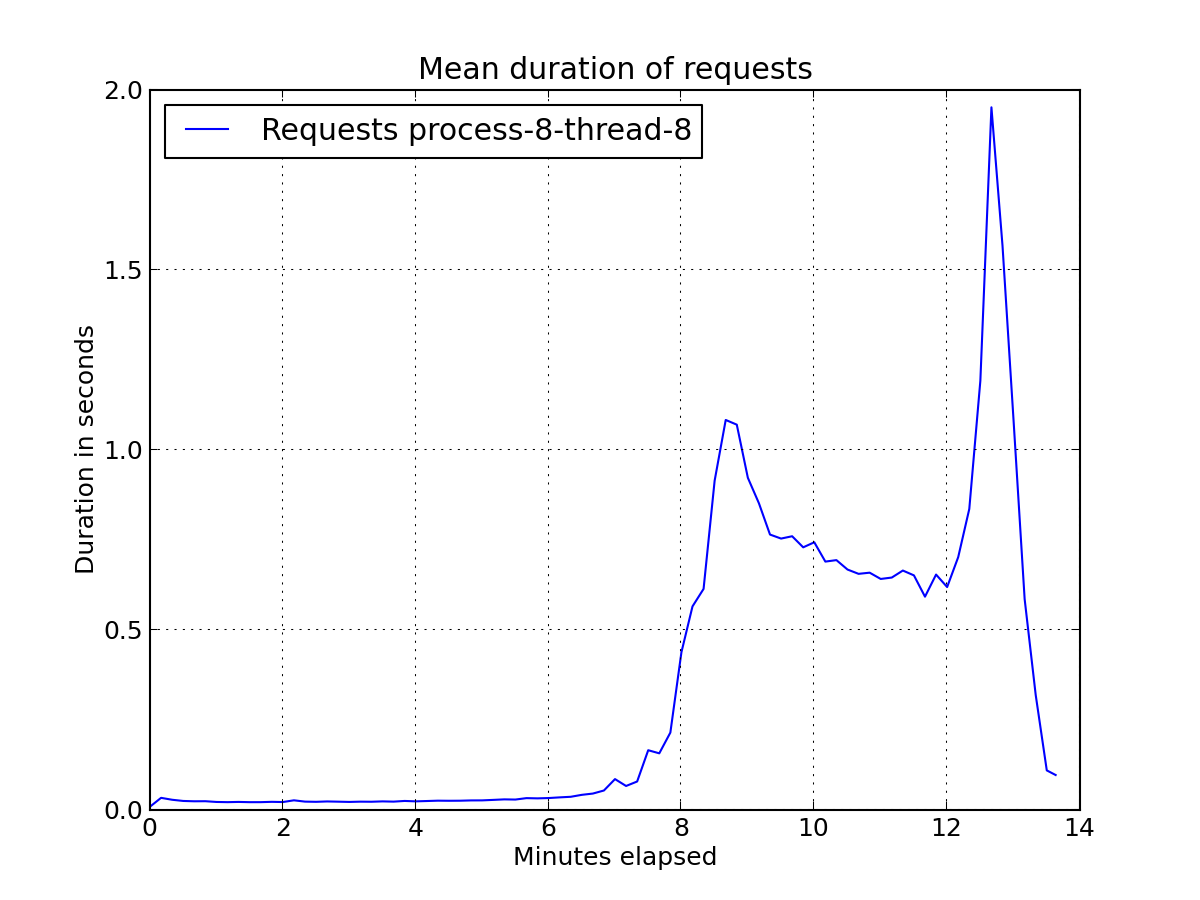 Mean duration of requests
2.0
Requests process-8-thread-8
1.5
1.0
0.5
0.0
Duration in seconds
0 2 4 6 8 10 12 14
Minutes elapsed